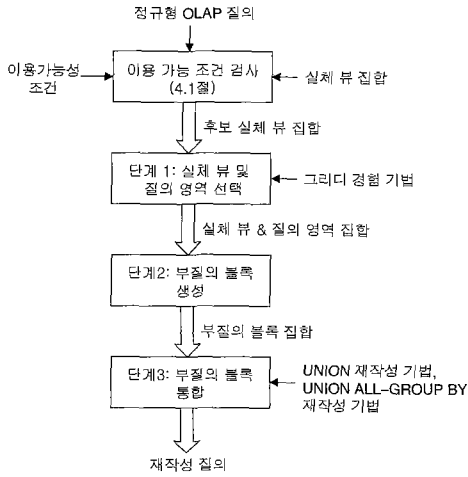 정규형 OLAP 질의
이용가능성
조건
이용 가능 조건 검사
(4.1절)
실체 뷰 집합
후보 실체 뷰 집합
단계 1: 실체 뷰 및
질의 영역 선택
그리디 경험 기법
실체 뷰 & 질의 영역 집합
단계2: 부질의 블록
생성
부질의 블록 집합
단계3: 부질의 블록
통합
UNION 재작성 기법,
UNION ALL-GROUP BY
재작성 기법
재작성 질의